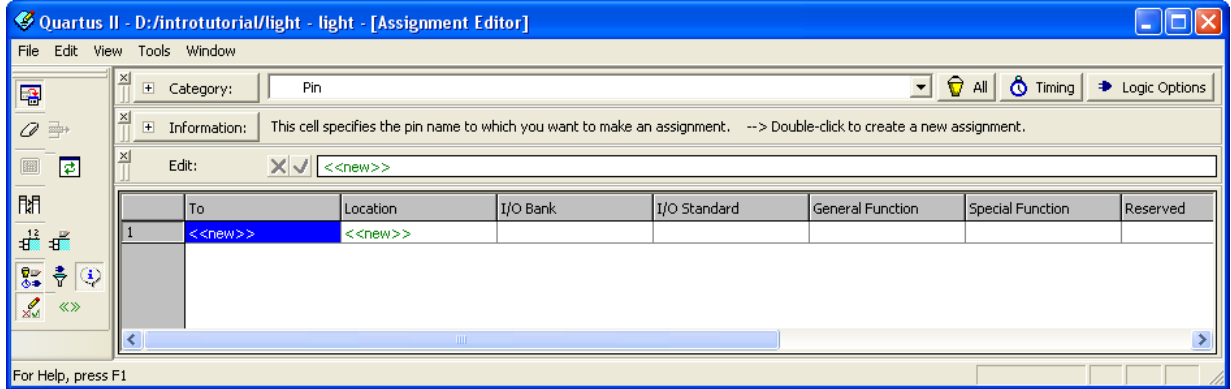 Quartus II - D:/introtutorial/light - light - [Assignment Editor]
File Edit View Tools Window
Category: Pin All Timing Logic Options
Information: This cell specifies the pin name to which you want to make an assignment. --> Double-click to create a new assignment.
Edit: <<new>>
To Location I/O Bank I/O Standard General Function Special Function Reserved
1 <<new>> <<new>>
For Help, press F1